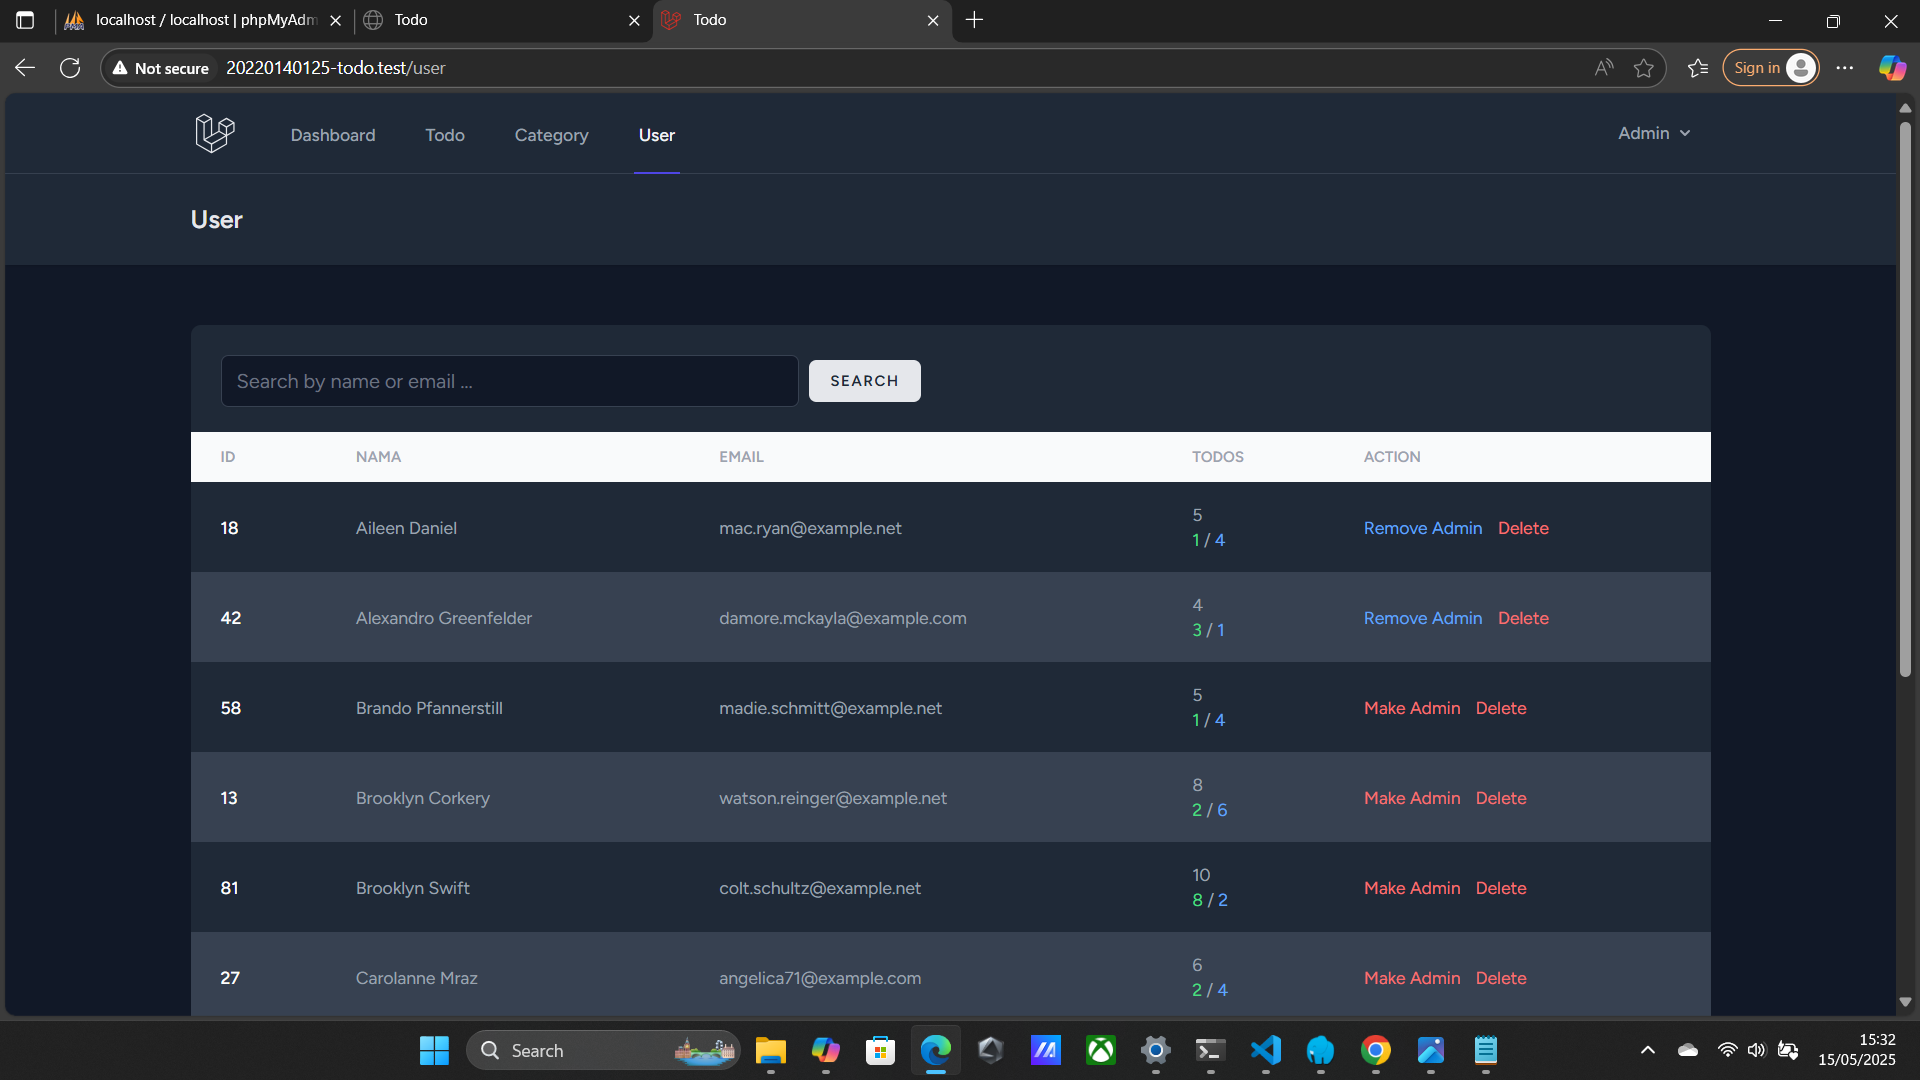 localhost / localhost | phpMyAdm
Todo
Todo
Not secure
20220140125-todo.test/user
Sign in
Dashboard
Todo
Category
User
Admin
User
Search by name or email ...
SEARCH
ID NAMA EMAIL TODOS ACTION
18 Aileen Daniel mac.ryan@example.net 5 1 / 4 Remove Admin Delete
42 Alexandro Greenfelder damore.mckayla@example.com 4 3 / 1 Remove Admin Delete
58 Brando Pfannerstill madie.schmitt@example.net 5 1 / 4 Make Admin Delete
13 Brooklyn Corkery watson.reinger@example.net 8 2 / 6 Make Admin Delete
81 Brooklyn Swift colt.schultz@example.net 10 8 / 2 Make Admin Delete
27 Carolanne Mraz angelica71@example.com 6 2 / 4 Make Admin Delete
Search
15:32
15/05/2025